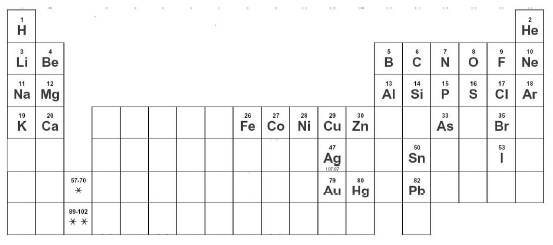 1 2
H He
3 4 5 6 7 8 9 10
Li Be B C N O F Ne
11 12 13 14 15 16 17 18
Na Mg Al Si P S Cl Ar
19 20 26 27 28 29 30 33 35
K Ca Fe Co Ni Cu Zn As Br
47 50 53
Ag Sn I
107.87
57-70 79 80 82
* Au Hg Pb
89-102
* *